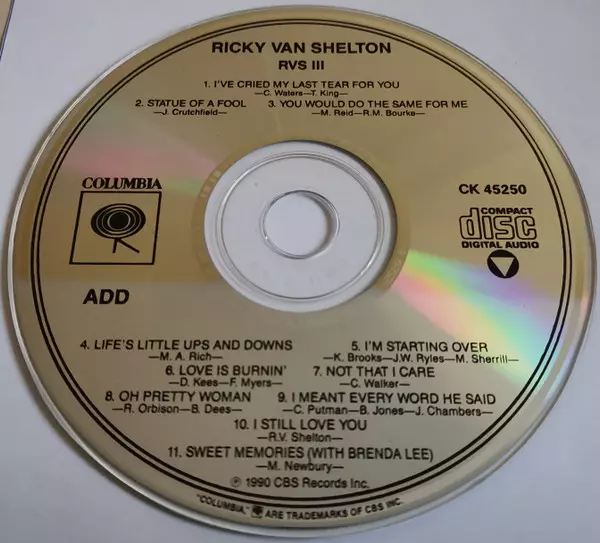 RICKY VAN SHELTON
RVS III
1. I'VE CRIED MY LAST TEAR FOR YOU
—C. Waters—T. King—
2. STATUE OF A FOOL 3. YOU WOULD DO THE SAME FOR ME
—J. Crutchfield— —M. Reid—R.M. Bourke—
COLUMBIA
CK 45250
COMPACT
disc
DIGITAL AUDIO
ADD
4. LIFE'S LITTLE UPS AND DOWNS 5. I'M STARTING OVER
—M. A. Rich— —K. Brooks—J.W. Ryles—M. Sherrill—
6. LOVE IS BURNIN' 7. NOT THAT I CARE
—D. Kees—F. Myers— —C. Walker—
8. OH PRETTY WOMAN 9. I MEANT EVERY WORD HE SAID
—R. Orbison—B. Dees— —C. Putman—B. Jones—J. Chambers—
10. I STILL LOVE YOU
—R.V. Shelton—
11. SWEET MEMORIES (WITH BRENDA LEE)
—M. Newbury—
℗ 1990 CBS Records Inc.
"COLUMBIA," ARE TRADEMARKS OF CBS INC.